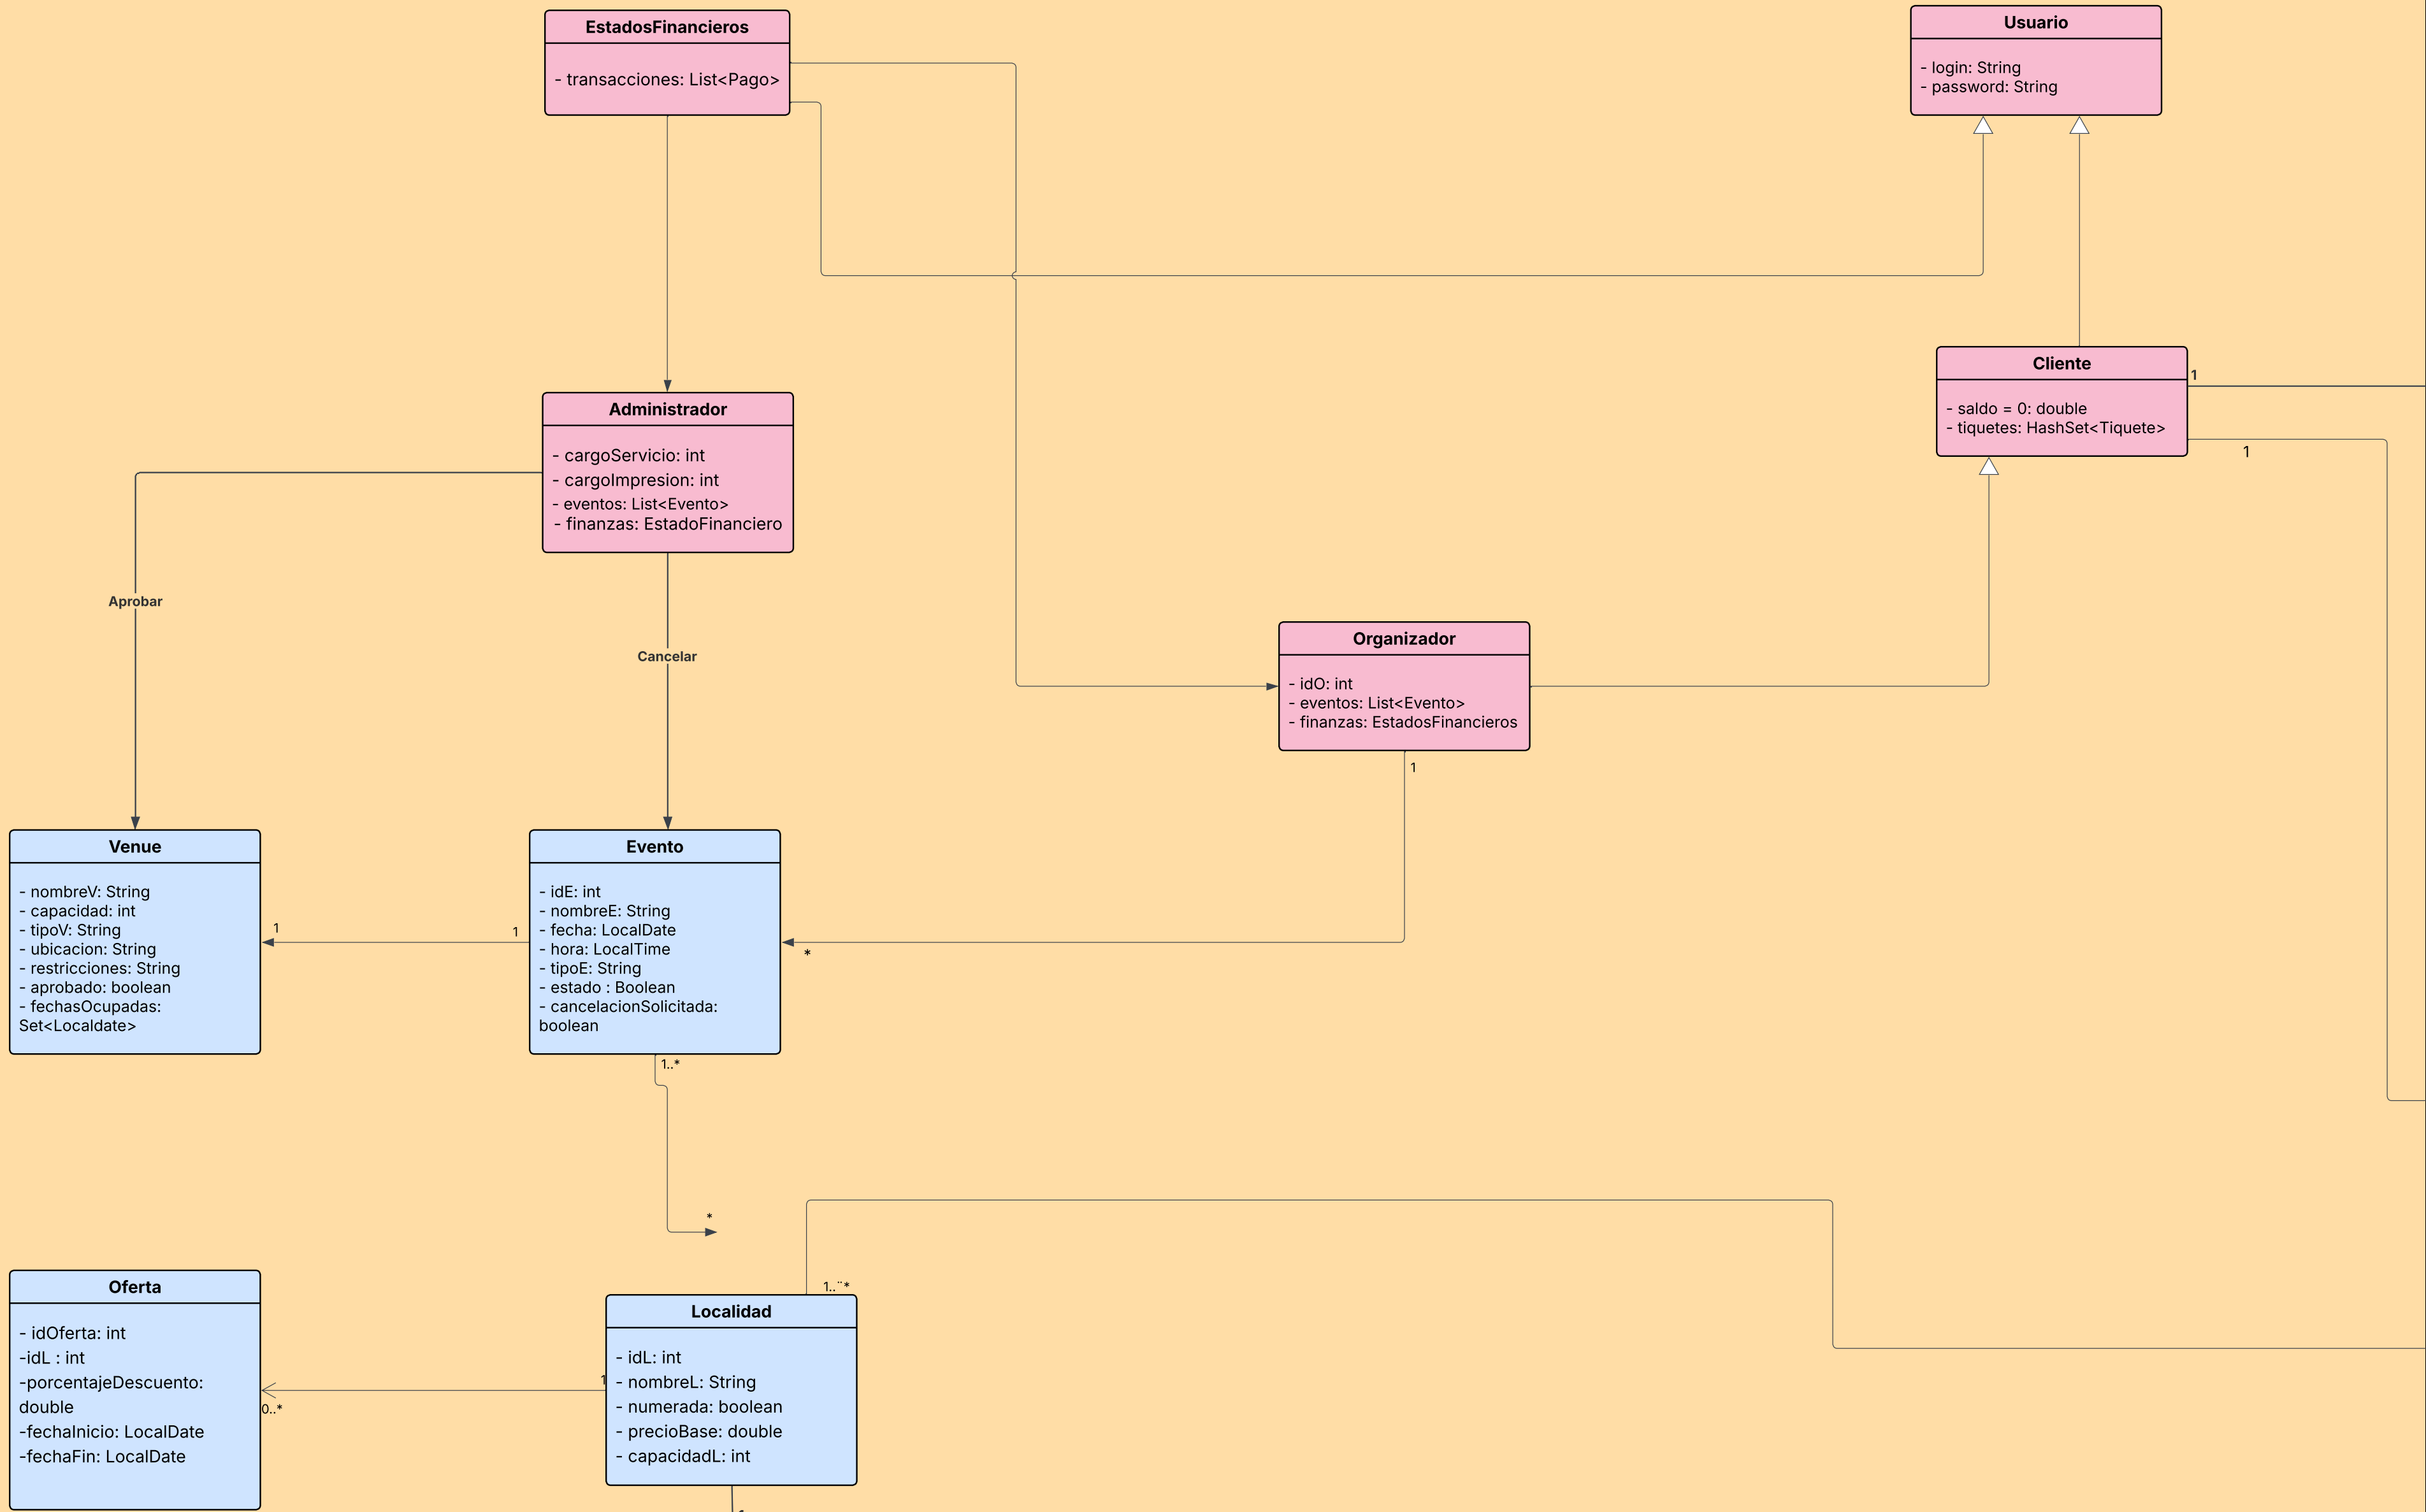 EstadosFinancieros
- transacciones: List<Pago>
Usuario
- login: String
- password: String
Cliente
- saldo = 0: double
- tiquetes: HashSet<Tiquete>
1
1
Administrador
- cargoServicio: int
- cargoImpresion: int
- eventos: List<Evento>
- finanzas: EstadoFinanciero
Aprobar
Cancelar
Organizador
- idO: int
- eventos: List<Evento>
- finanzas: EstadosFinancieros
1
Venue
- nombreV: String
- capacidad: int
- tipoV: String
- ubicacion: String
- restricciones: String
- aprobado: boolean
- fechasOcupadas:
Set<Localdate>
1
1
Evento
- idE: int
- nombreE: String
- fecha: LocalDate
- hora: LocalTime
- tipoE: String
- estado : Boolean
- cancelacionSolicitada:
boolean
*
1..*
*
Oferta
- idOferta: int
-idL : int
-porcentajeDescuento:
double
-fechaInicio: LocalDate
-fechaFin: LocalDate
0..*
1
1..¨*
Localidad
- idL: int
- nombreL: String
- numerada: boolean
- precioBase: double
- capacidadL: int